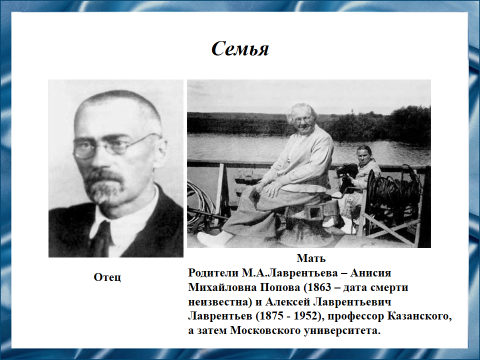 Семья
Отец
Мать
Родители М.А.Лаврентьева – Анисия
Михайловна Попова (1863 – дата смерти
неизвестна) и Алексей Лаврентьевич
Лаврентьев (1875 - 1952), профессор Казанского,
а затем Московского университета.